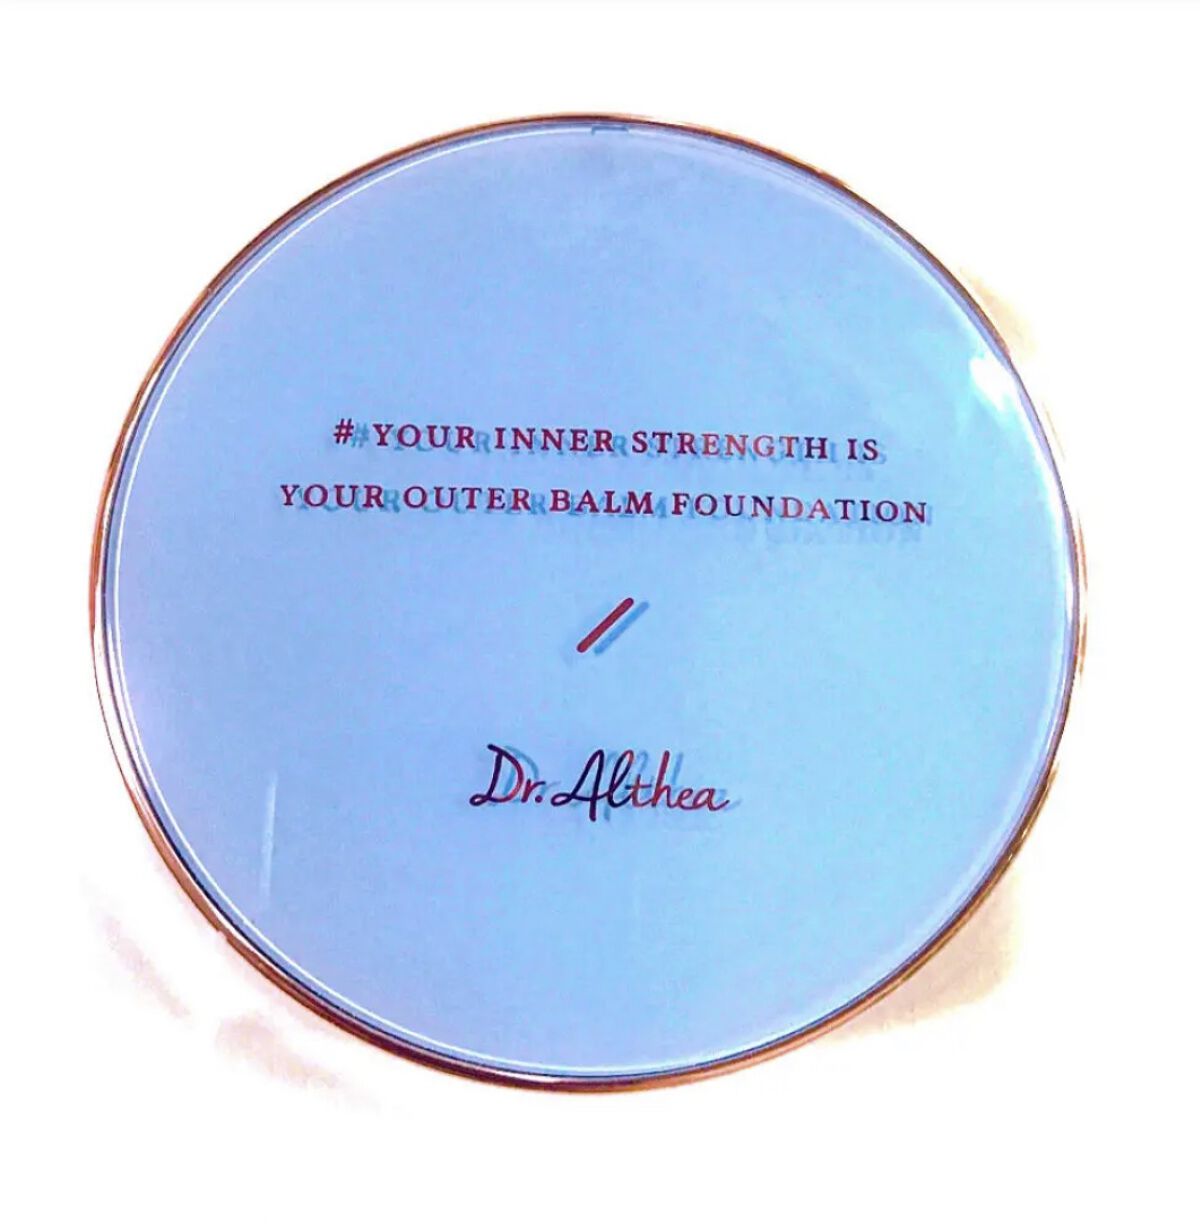 # YOUR INNER STRENGTH IS
YOUR OUTER BALM FOUNDATION
Dr. Althea